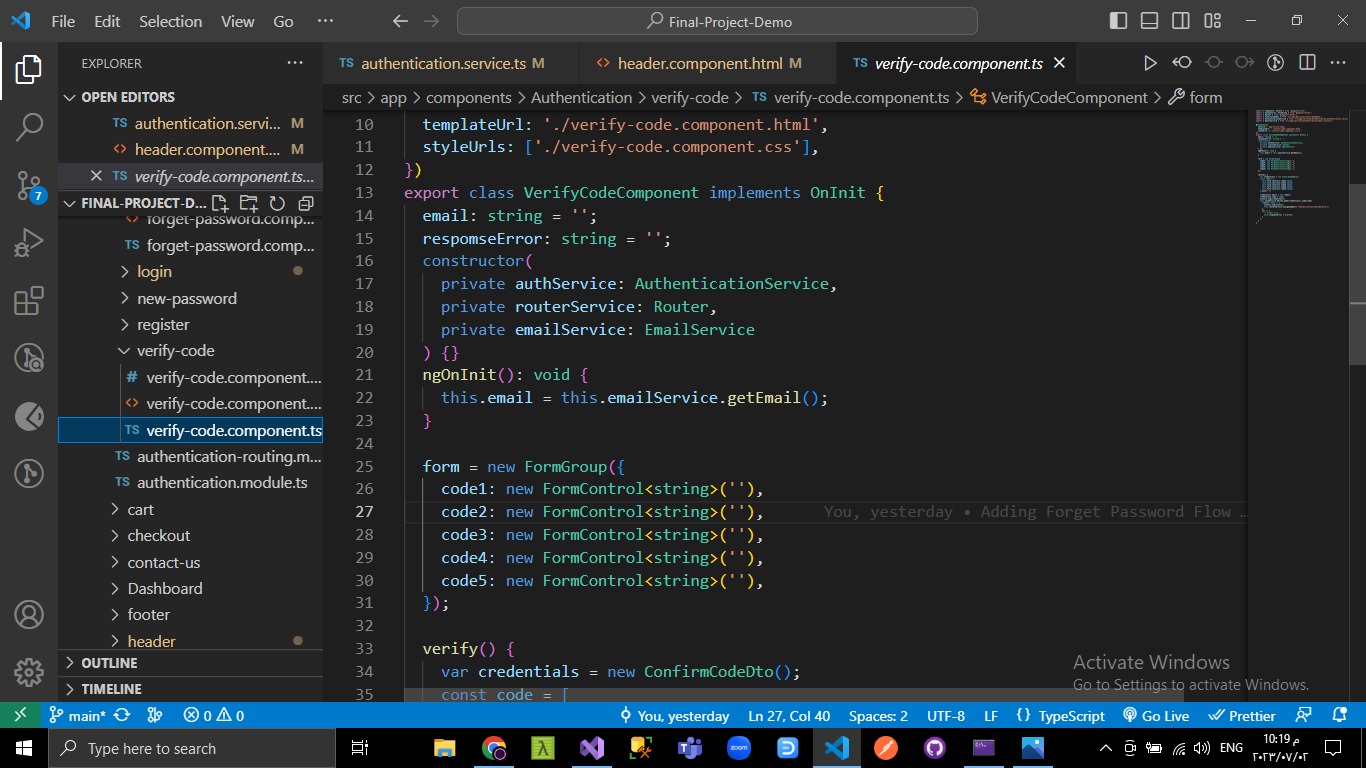 File Edit Selection View Go ··· Final-Project-Demo
EXPLORER ···
OPEN EDITORS
TS authentication.servi... M
<> header.component.... M
TS verify-code.component.ts...
FINAL-PROJECT-D...
<> forget-password.comp...
TS forget-password.comp...
login
new-password
register
verify-code
# verify-code.component....
<> verify-code.component....
TS verify-code.component.ts
TS authentication-routing.m...
TS authentication.module.ts
cart
checkout
contact-us
Dashboard
footer
header
OUTLINE
TIMELINE
7
TS authentication.service.ts M <> header.component.html M TS verify-code.component.ts
src > app > components > Authentication > verify-code > TS verify-code.component.ts > VerifyCodeComponent > form
10 templateUrl: './verify-code.component.html',
11 styleUrls: ['./verify-code.component.css'],
12 })
13 export class VerifyCodeComponent implements OnInit {
14 email: string = '';
15 respomseError: string = '';
16 constructor(
17 private authService: AuthenticationService,
18 private routerService: Router,
19 private emailService: EmailService
20 ) {}
21 ngOnInit(): void {
22 this.email = this.emailService.getEmail();
23 }
24
25 form = new FormGroup({
26 code1: new FormControl<string>(''),
27 code2: new FormControl<string>(''), You, yesterday • Adding Forget Password Flow …
28 code3: new FormControl<string>(''),
29 code4: new FormControl<string>(''),
30 code5: new FormControl<string>(''),
31 });
32
33 verify() {
34 var credentials = new ConfirmCodeDto();
35 const code = [
Activate Windows
Go to Settings to activate Windows.
main* 0 0 You, yesterday Ln 27, Col 40 Spaces: 2 UTF-8 LF {} TypeScript Go Live Prettier
Type here to search zoom ENG
10:19 م
٢٠٢٣/٠٧/٠٢